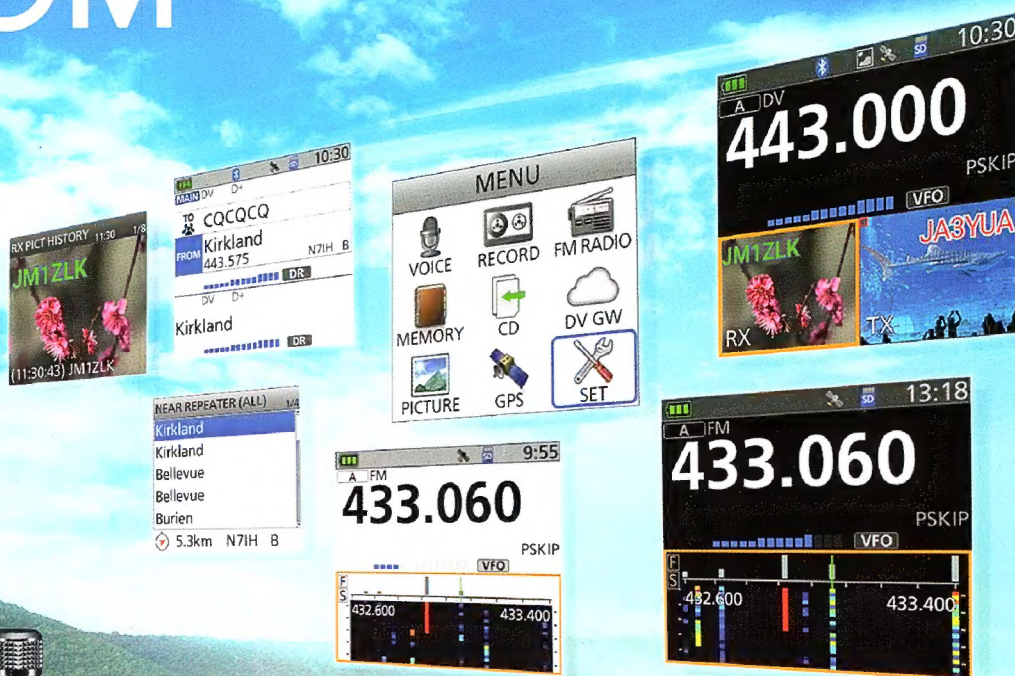 OM
RX PICT HISTORY 11:30 1/8
JM1ZLK
(11:30:43) JM1ZLK
10:30
MAIN DV D+
TO CQCQCQ
FROM Kirkland
443.575 N7IH B
DR
DV D+
Kirkland
DR
MENU
VOICE RECORD FM RADIO
MEMORY CD DV GW
PICTURE GPS SET
SD 10:30
A DV
443.000
PSKIP
VFO
JM1ZLK JA3YUA
RX TX
NEAR REPEATER (ALL) 1/4
Kirkland
Kirkland
Bellevue
Bellevue
Burien
5.3km N7IH B
SD 9:55
A FM
433.060
PSKIP
VFO
F
S
432.600 433.400
SD 13:18
A FM
433.060
PSKIP
VFO
F
S
432.600 433.400